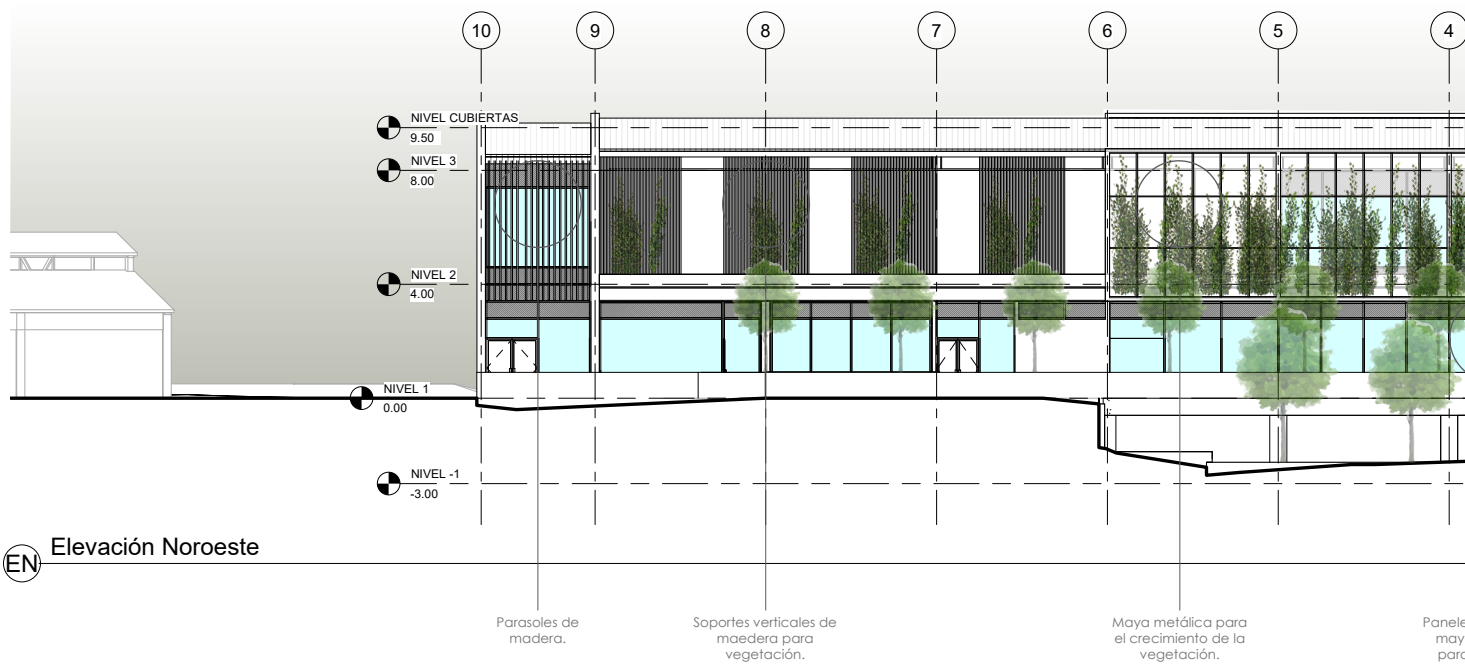 10 9 8 7 6 5 4
NIVEL CUBIERTAS
9.50
NIVEL 3
8.00
NIVEL 2
4.00
NIVEL 1
0.00
NIVEL -1
-3.00
Elevación Noroeste
EN
Parasoles de
madera.
Soportes verticales de
maedera para
vegetación.
Maya metálica para
el crecimiento de la
vegetación.
Panele
may
para